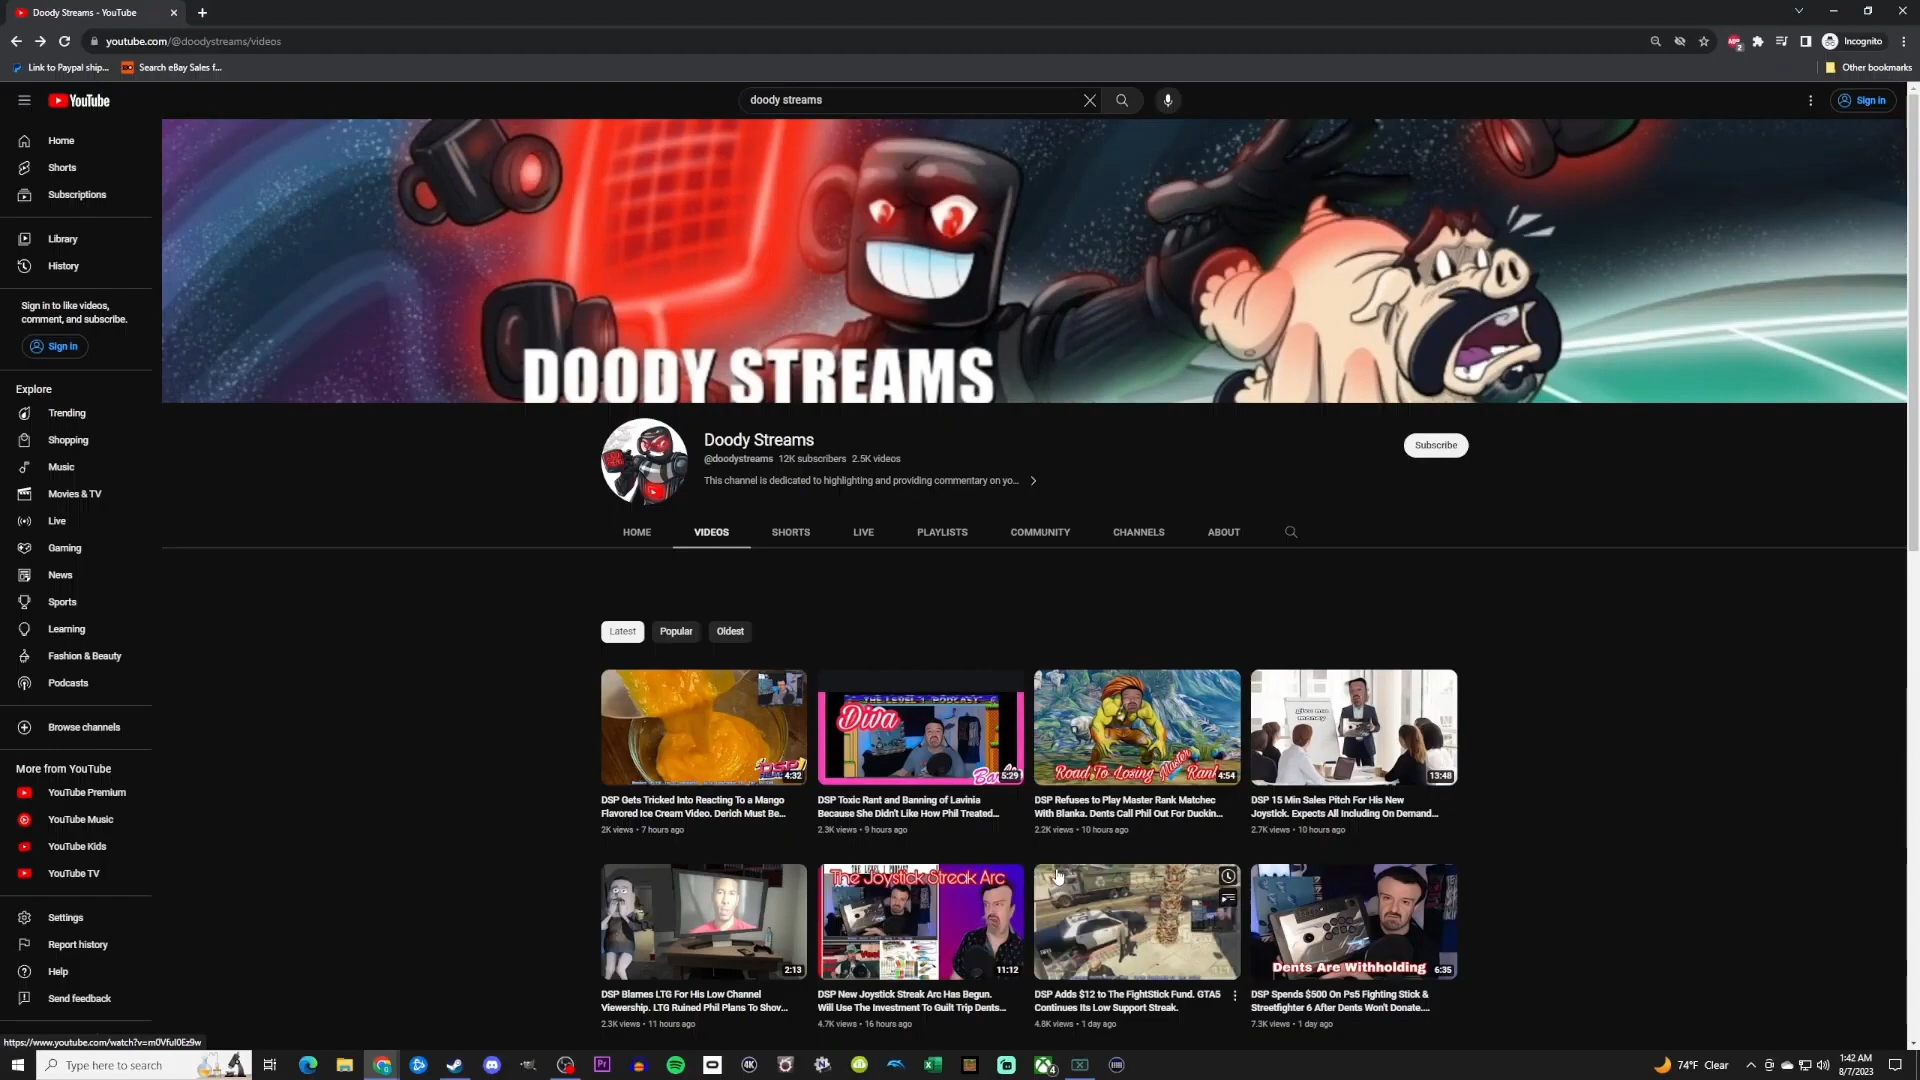 Doody Streams - YouTube
youtube.com/@doodystreams/videos
Incognito
Link to Paypal ship...
Search eBay Sales f...
Other bookmarks
YouTube
doody streams
Sign in
Home
Shorts
Subscriptions
Library
History
Sign in to like videos,
comment, and subscribe.
Sign in
Explore
Trending
Shopping
Music
Movies & TV
Live
Gaming
News
Sports
Learning
Fashion & Beauty
Podcasts
Browse channels
More from YouTube
YouTube Premium
YouTube Music
YouTube Kids
YouTube TV
Settings
Report history
Help
Send feedback
DOODY STREAMS
Doody Streams
@doodystreams 12K subscribers 2.5K videos
This channel is dedicated to highlighting and providing commentary on yo...
Subscribe
HOME
VIDEOS
SHORTS
LIVE
PLAYLISTS
COMMUNITY
CHANNELS
ABOUT
Latest
Popular
Oldest
4:32
DSP Gets Tricked Into Reacting To a Mango
Flavored Ice Cream Video. Derich Must Be...
2K views • 7 hours ago
THE LEVEL 1 PODCAST
Diva
5:29
DSP Toxic Rant and Banning of Lavinia
Because She Didn't Like How Phil Treated...
2.3K views • 9 hours ago
Road To Losing Master Rank
4:54
DSP Refuses to Play Master Rank Matchec
With Blanka. Dents Call Phil Out For Duckin...
2.2K views • 10 hours ago
give me
money
13:48
DSP 15 Min Sales Pitch For His New
Joystick. Expects All Including On Demand...
2.7K views • 10 hours ago
2:13
DSP Blames LTG For His Low Channel
Viewership. LTG Ruined Phil Plans To Shov...
2.3K views • 11 hours ago
The Joystick Streak Arc
11:12
DSP New Joystick Streak Arc Has Begun.
Will Use The Investment To Guilt Trip Dents...
4.7K views • 16 hours ago
DSP Adds $12 to The FightStick Fund. GTA5
Continues Its Low Support Streak.
4.8K views • 1 day ago
Dents Are Withholding
6:35
DSP Spends $500 On Ps5 Fighting Stick &
Streetfighter 6 After Dents Won't Donate....
7.3K views • 1 day ago
https://www.youtube.com/watch?v=m0VfuI0Ez9w
Type here to search
74°F Clear
1:42 AM
8/7/2023